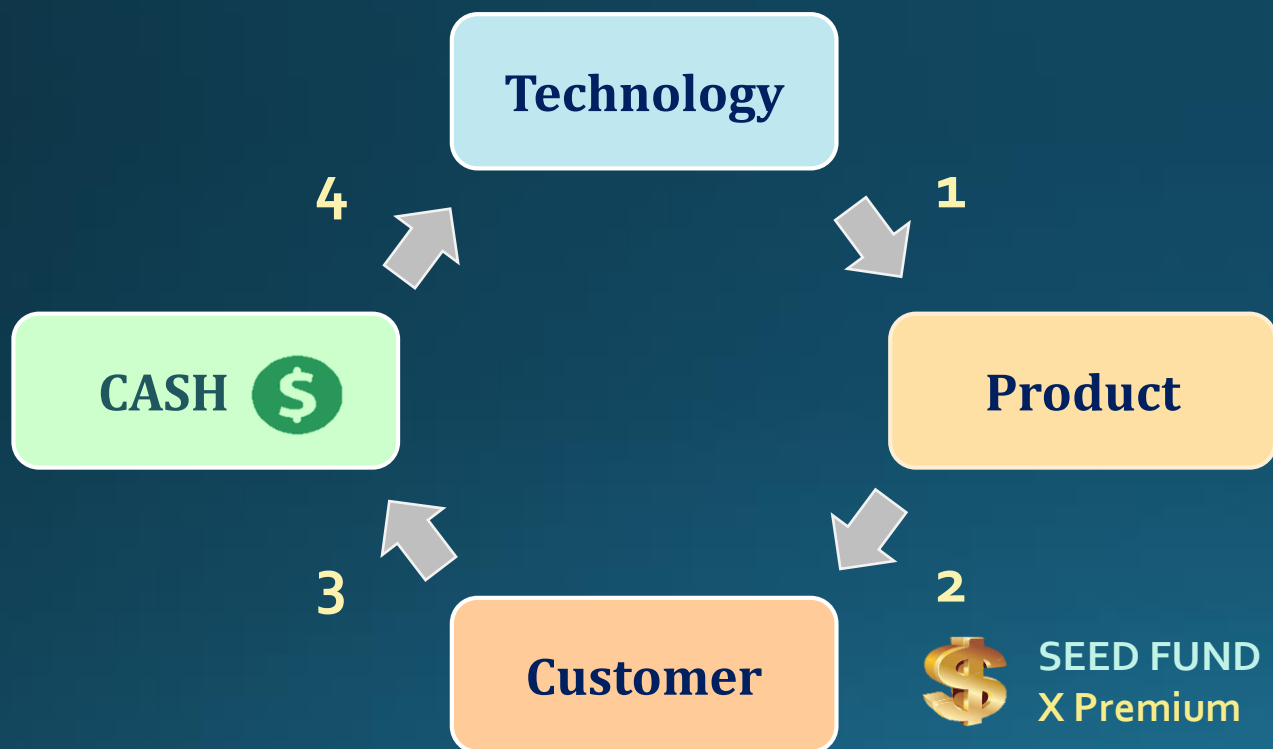 Technology
4
1
CASH $
Product
3
2
Customer
$ SEED FUND
X Premium